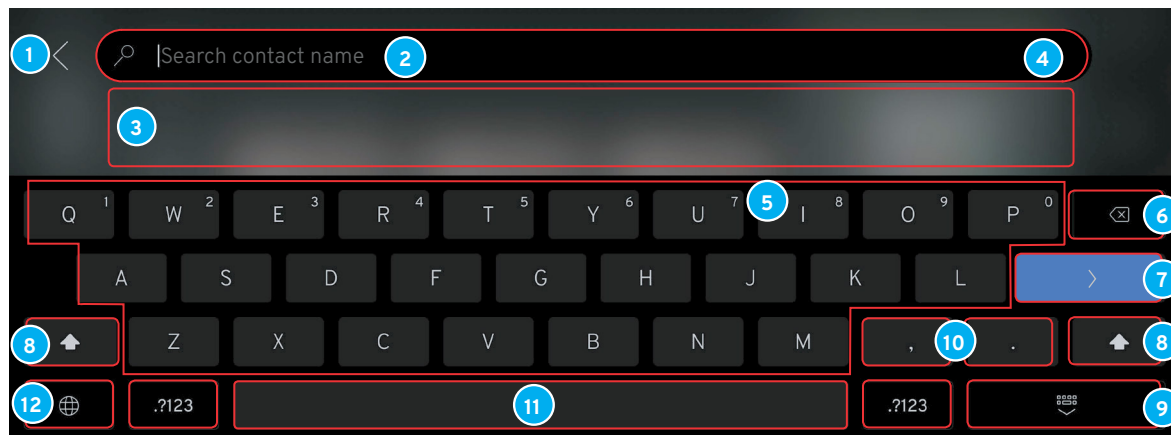 1 Search contact name 2 4
3
Q 1 W 2 E 3 R 4 T 5 Y 6 U 7 5 I 8 O 9 P 0 6
A S D F G H J K L 7
8 Z X C V B N M , 10 . 8
12 .?123 11 .?123 9